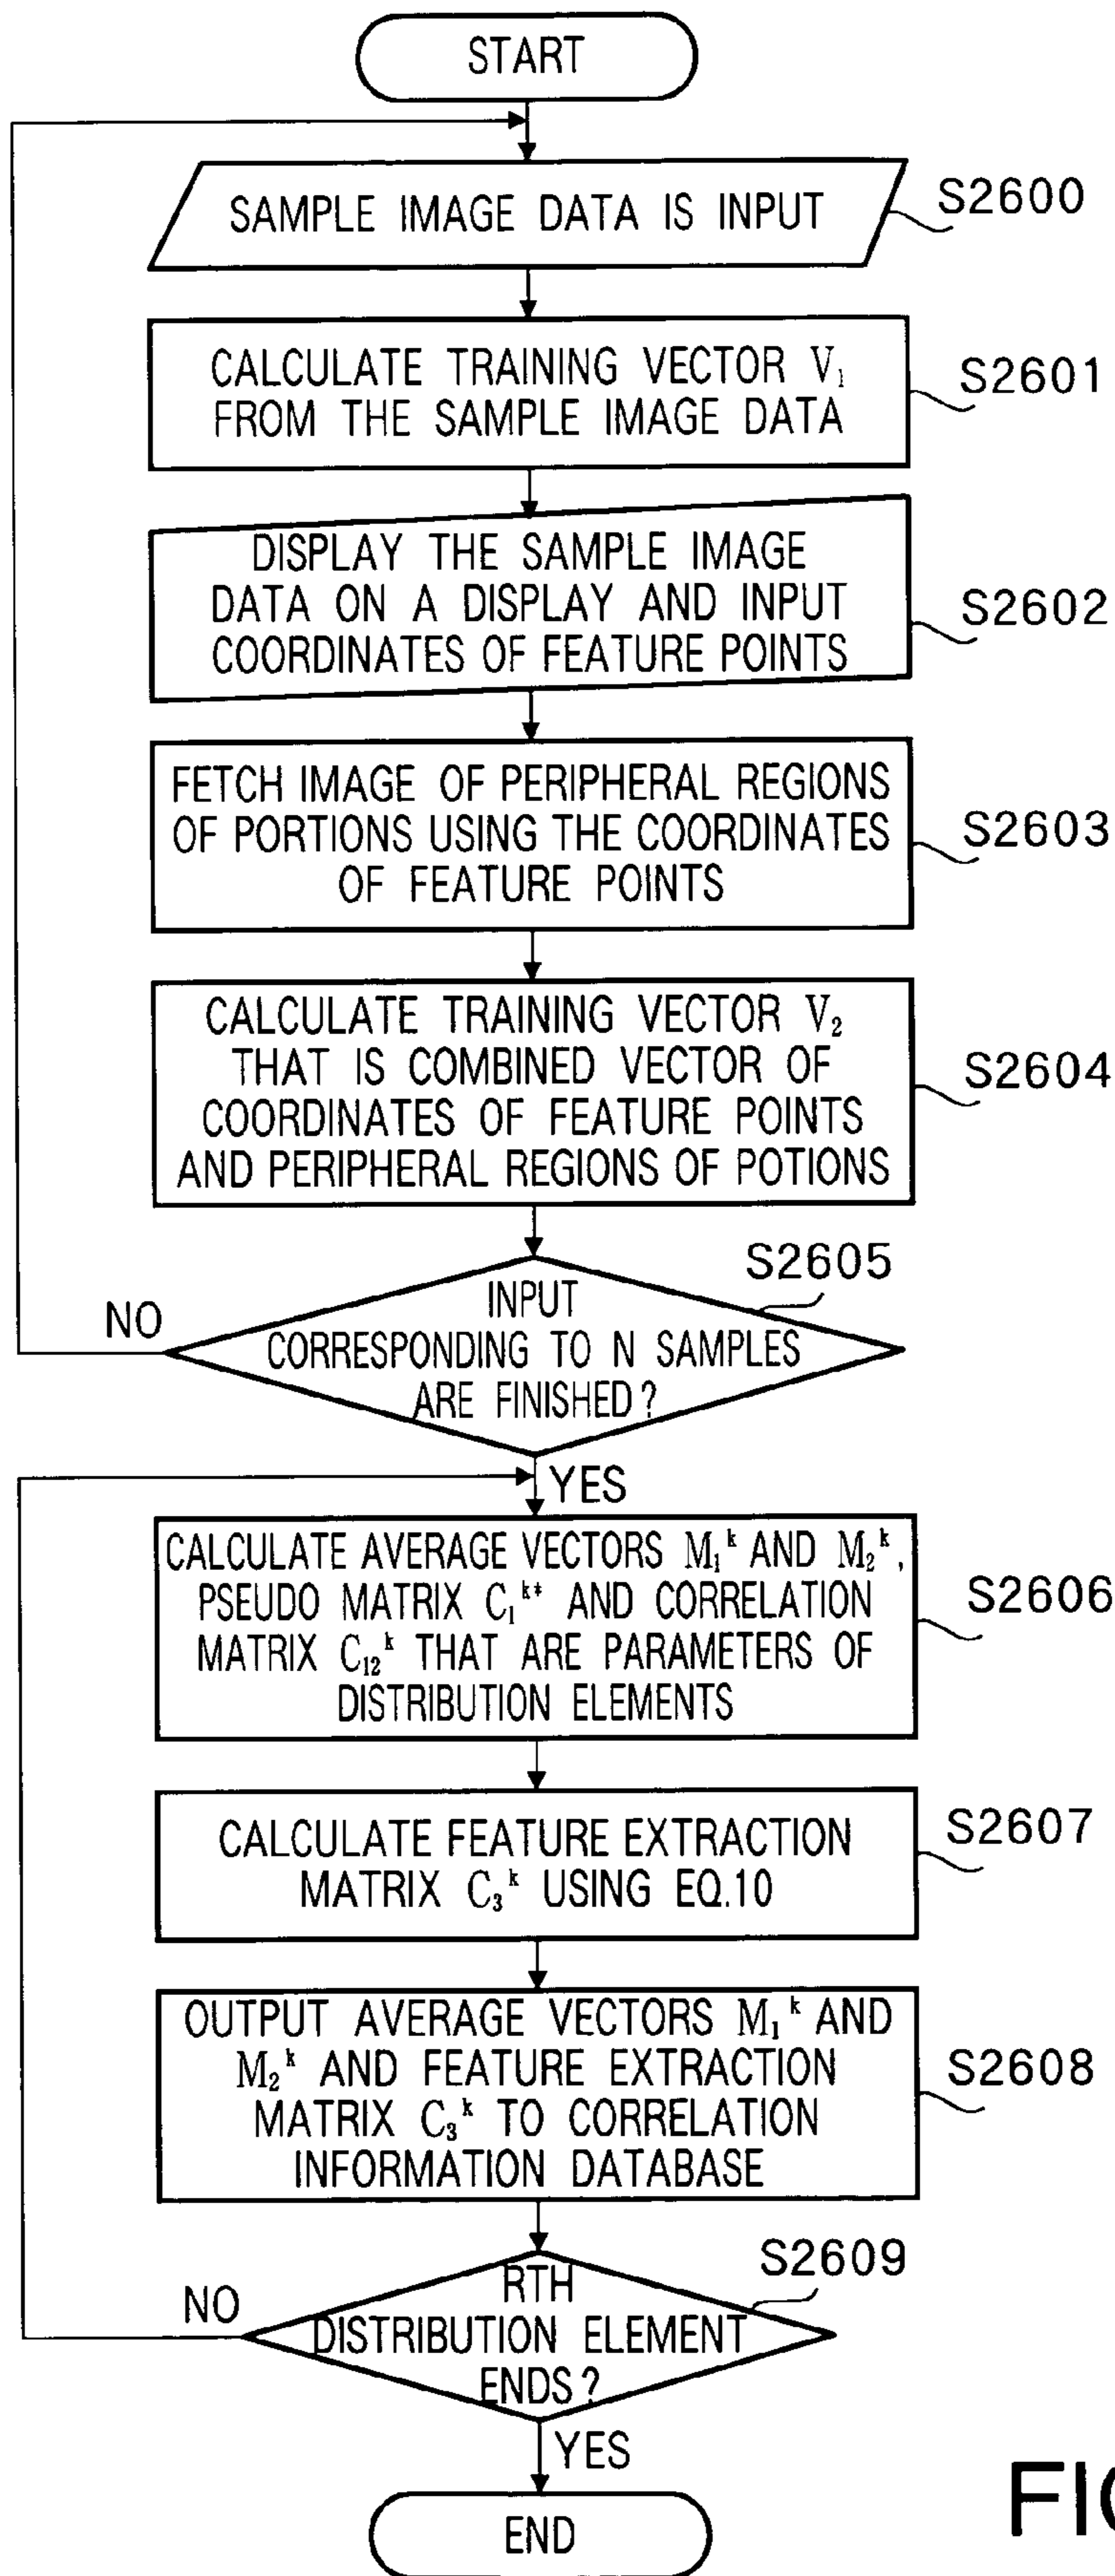 START
SAMPLE IMAGE DATA IS INPUT
S2600
CALCULATE TRAINING VECTOR V₁
FROM THE SAMPLE IMAGE DATA
S2601
DISPLAY THE SAMPLE IMAGE
DATA ON A DISPLAY AND INPUT
COORDINATES OF FEATURE POINTS
S2602
FETCH IMAGE OF PERIPHERAL REGIONS
OF PORTIONS USING THE COORDINATES
OF FEATURE POINTS
S2603
CALCULATE TRAINING VECTOR V₂
THAT IS COMBINED VECTOR OF
COORDINATES OF FEATURE POINTS
AND PERIPHERAL REGIONS OF POTIONS
S2604
S2605
INPUT
CORRESPONDING TO N SAMPLES
ARE FINISHED?
NO
YES
CALCULATE AVERAGE VECTORS M₁ᵏ AND M₂ᵏ,
PSEUDO MATRIX C₁ᵏ* AND CORRELATION
MATRIX C₁₂ᵏ THAT ARE PARAMETERS OF
DISTRIBUTION ELEMENTS
S2606
CALCULATE FEATURE EXTRACTION
MATRIX C₃ᵏ USING EQ.10
S2607
OUTPUT AVERAGE VECTORS M₁ᵏ AND
M₂ᵏ AND FEATURE EXTRACTION
MATRIX C₃ᵏ TO CORRELATION
INFORMATION DATABASE
S2608
S2609
RTH
DISTRIBUTION ELEMENT
ENDS?
NO
YES
END